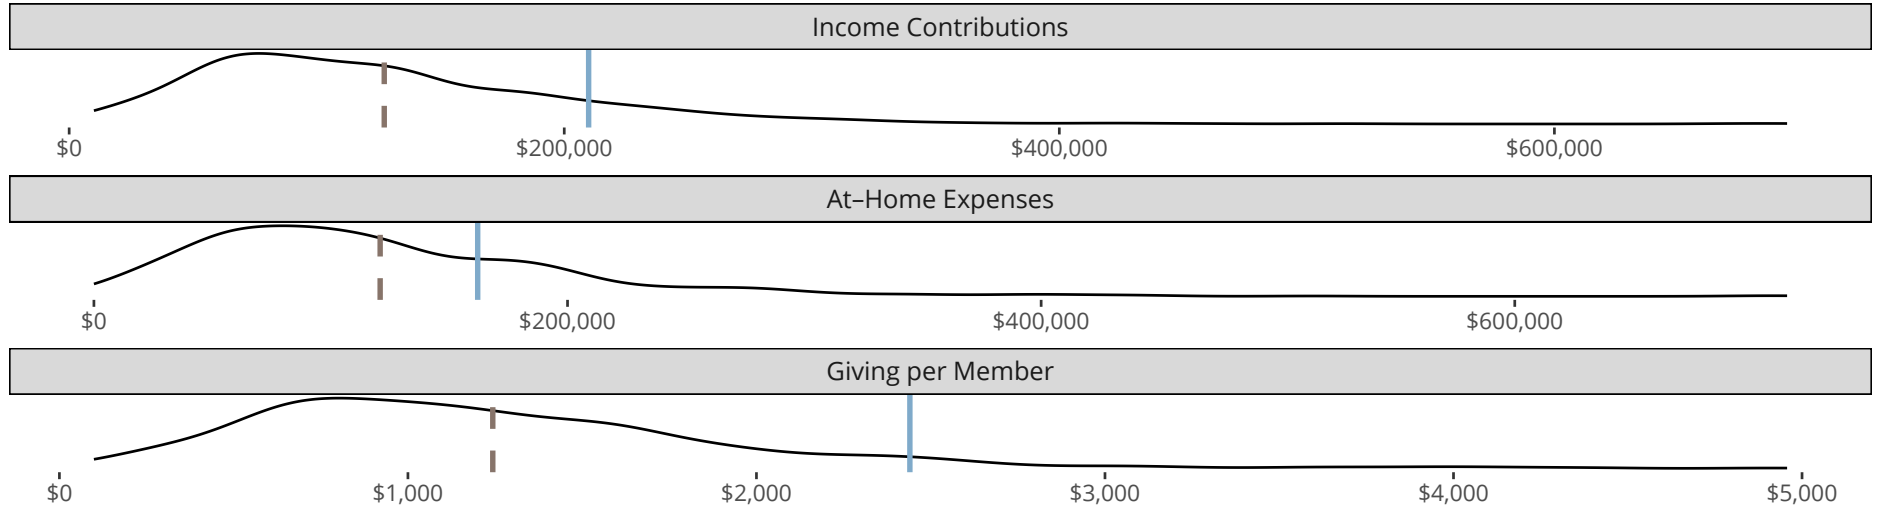 Income Contributions
$0 $200,000 $400,000 $600,000
At–Home Expenses
$0 $200,000 $400,000 $600,000
Giving per Member
$0 $1,000 $2,000 $3,000 $4,000 $5,000